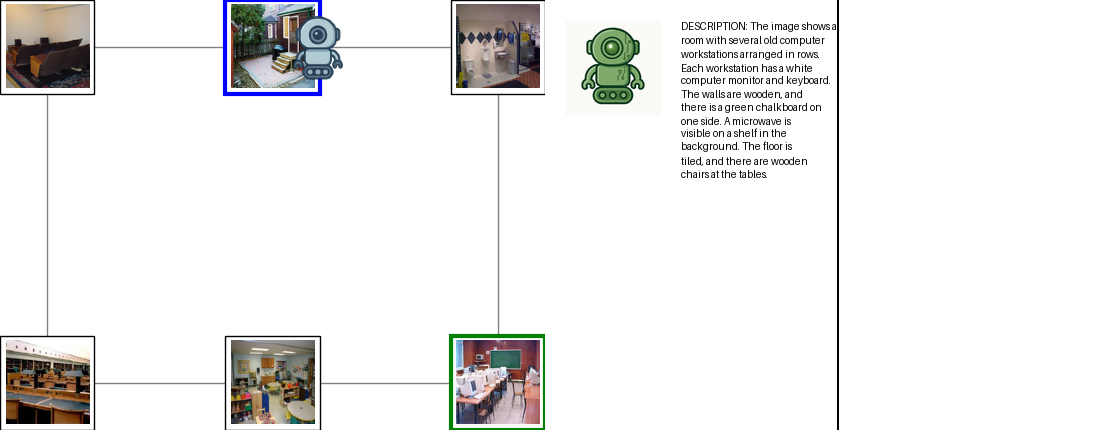 DESCRIPTION: The image shows a
room with several old computer
workstations arranged in rows.
Each workstation has a white
computer monitor and keyboard.
The walls are wooden, and
there is a green chalkboard on
one side. A microwave is
visible on a shelf in the
background. The floor is
tiled, and there are wooden
chairs at the tables.